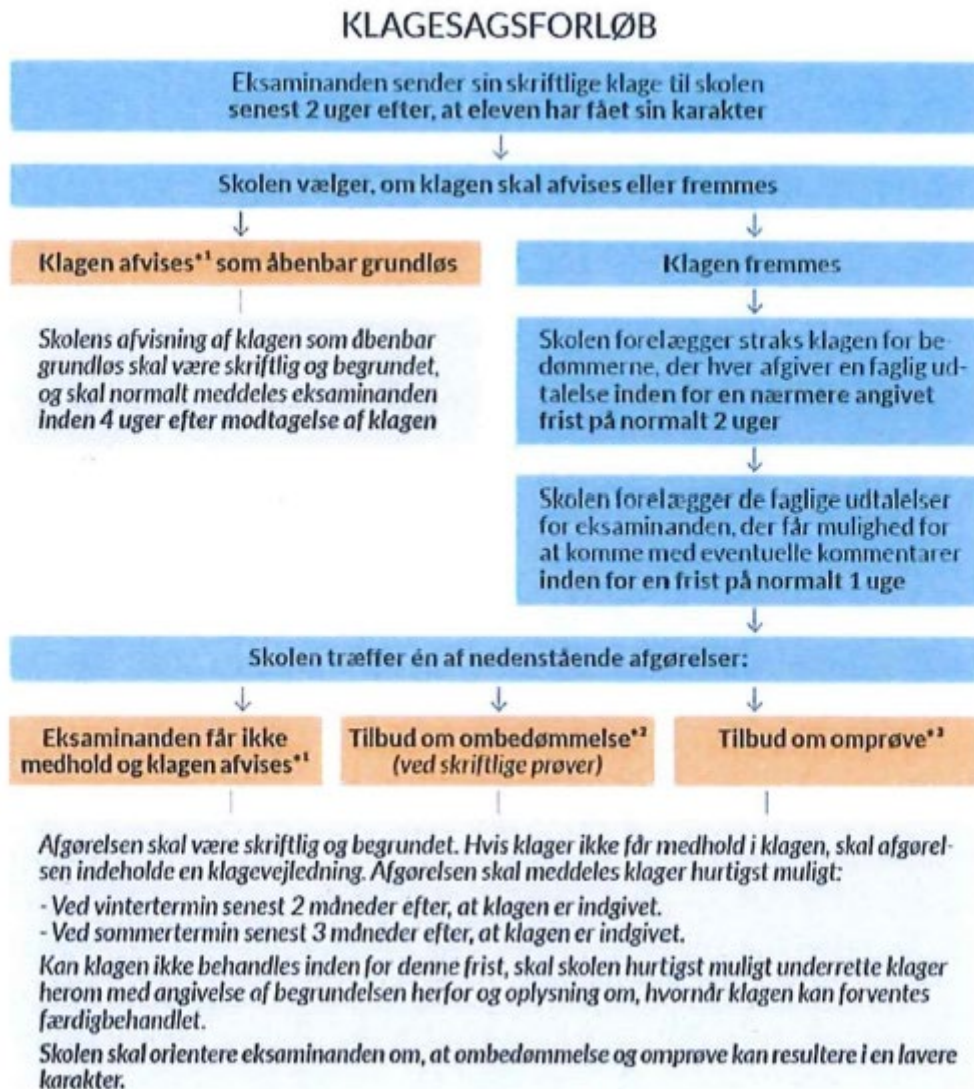 KLAGESAGSFORLØB
Eksaminanden sender sin skriftlige klage til skolen
senest 2 uger efter, at eleven har fået sin karakter
Skolen vælger, om klagen skal afvises eller fremmes
Klagen afvises*¹ som åbenbar grundløs
Klagen fremmes
Skolens afvisning af klagen som åbenbar
grundløs skal være skriftlig og begrundet,
og skal normalt meddeles eksaminanden
inden 4 uger efter modtagelse af klagen
Skolen forelægger straks klagen for be-
dømmerne, der hver afgiver en faglig ud-
talelse inden for en nærmere angivet
frist på normalt 2 uger
Skolen forelægger de faglige udtalelser
for eksaminanden, der får mulighed for
at komme med eventuelle kommentarer
inden for en frist på normalt 1 uge
Skolen træffer én af nedenstående afgørelser:
Eksaminanden får ikke
medhold og klagen afvises*¹
Tilbud om ombedømmelse*²
(ved skriftlige prøver)
Tilbud om omprøve*³
Afgørelsen skal være skriftlig og begrundet. Hvis klager ikke får medhold i klagen, skal afgørel-
sen indeholde en klagevejledning. Afgørelsen skal meddeles klager hurtigst muligt:
- Ved vintertermin senest 2 måneder efter, at klagen er indgivet.
- Ved sommertermin senest 3 måneder efter, at klagen er indgivet.
Kan klagen ikke behandles inden for denne frist, skal skolen hurtigst muligt underrette klager
herom med angivelse af begrundelsen herfor og oplysning om, hvornår klagen kan forventes
færdigbehandlet.
Skolen skal orientere eksaminanden om, at ombedømmelse og omprøve kan resultere i en lavere
karakter.